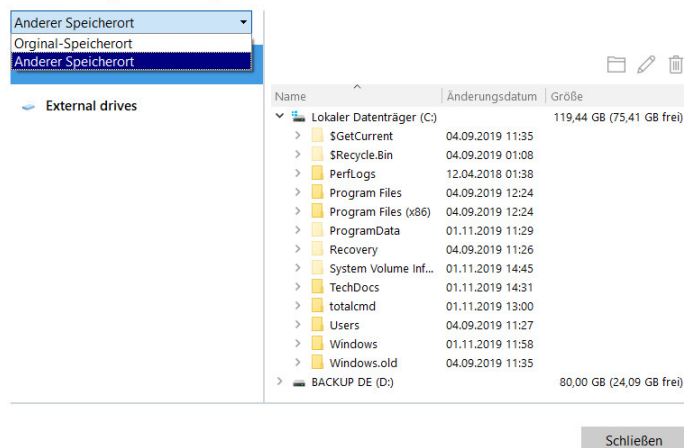 Anderer Speicherort
Orginal-Speicherort
Anderer Speicherort
External drives
Name Änderungsdatum Größe
Lokaler Datenträger (C:) 119,44 GB (75,41 GB frei)
$GetCurrent 04.09.2019 11:35
$Recycle.Bin 04.09.2019 01:08
PerfLogs 12.04.2018 01:38
Program Files 04.09.2019 12:24
Program Files (x86) 04.09.2019 12:24
ProgramData 01.11.2019 11:29
Recovery 04.09.2019 11:26
System Volume Inf... 01.11.2019 14:45
TechDocs 01.11.2019 14:31
totalcmd 01.11.2019 13:00
Users 04.09.2019 11:27
Windows 01.11.2019 11:58
Windows.old 04.09.2019 11:35
BACKUP DE (D:) 80,00 GB (24,09 GB frei)
Schließen